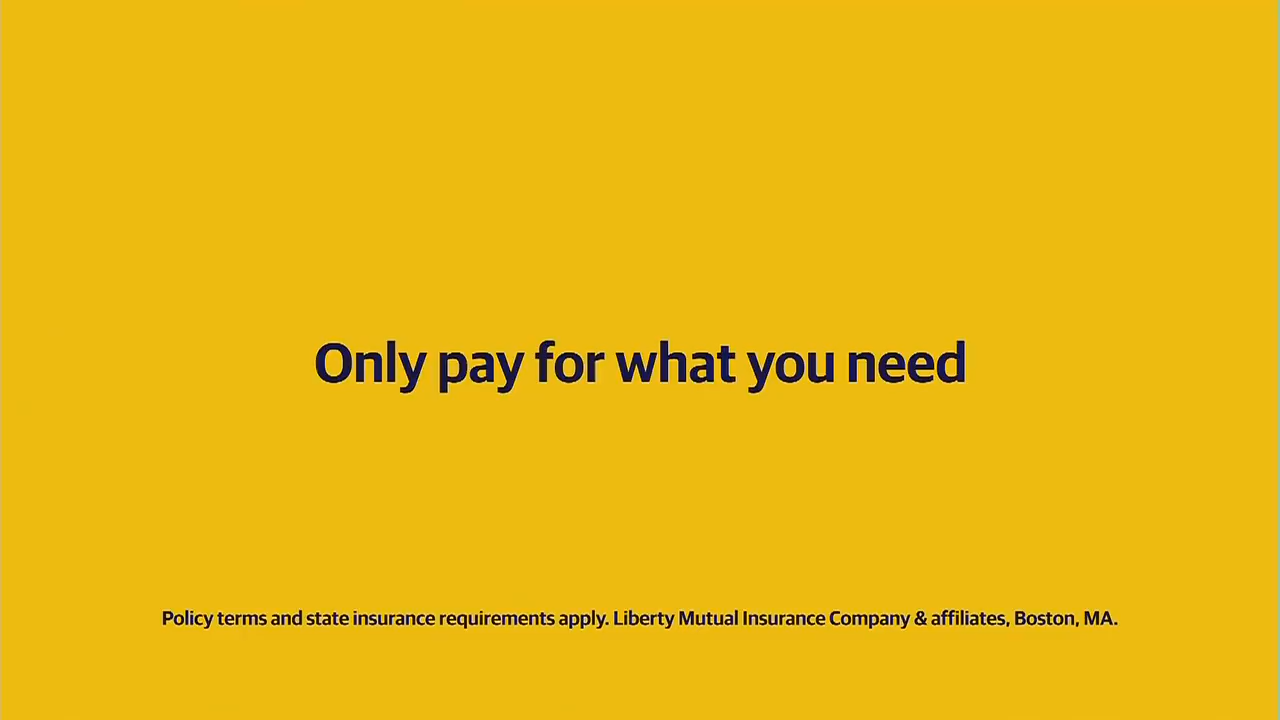 Only pay for what you need
Policy terms and state insurance requirements apply. Liberty Mutual Insurance Company & affiliates, Boston, MA.